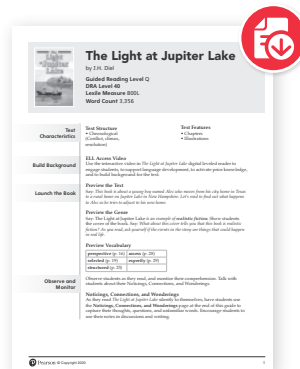 The Light at Jupiter Lake
by J.H. Diel
Guided Reading Level Q
DRA Level 40
Lexile Measure 800L
Word Count 3,356
Text Characteristics
Text Structure
• Chronological
(Conflict, climax,
resolution)
Text Features
• Chapters
• Illustrations
Build Background
ELL Access Video
Use the interactive video in The Light at Jupiter Lake digital leveled reader to
engage students, to support language development, to activate prior knowledge,
and to build background for the text.
Launch the Book
Preview the Text
Say: This book is about a young boy named Alex who moves from his city home in Texas
to a rural home on Jupiter Lake in New Hampshire. Let's read to find out what happens
to Alex as he tries to adjust to his new home.
Preview the Genre
Say: The Light at Jupiter Lake is an example of realistic fiction. Show students
the cover of the book. Say: What about this cover tells you that this book is realistic
fiction? As you read, ask yourself if the events in the story are things that could happen
in real life.
Preview Vocabulary
perspective (p. 16) assess (p. 28)
selected (p. 19) expertly (p. 29)
structured (p. 23)
Observe and Monitor
Observe students as they read, and monitor their comprehension. Talk with
students about their Noticings, Connections, and Wonderings.
Noticings, Connections, and Wonderings
As they read The Light at Jupiter Lake silently to themselves, have students use
the Noticings, Connections, and Wonderings page at the end of this guide to
capture their thoughts, questions, and unfamiliar words. Encourage students to
use their notes in discussions and writing.
Pearson © Copyright 2020
1